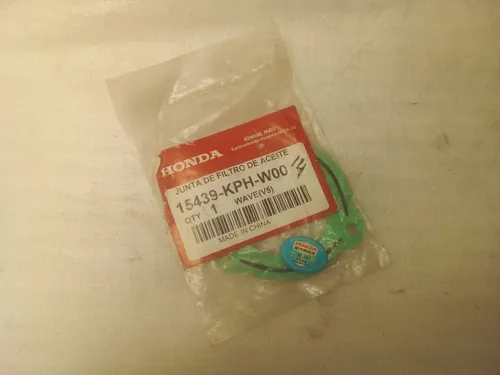 GENUINE PARTS
HONDA
JUNTA DE FILTRO DE ACEITE
15439-KPH-W00
QTY 1 WAVE(V5)
MADE IN CHINA